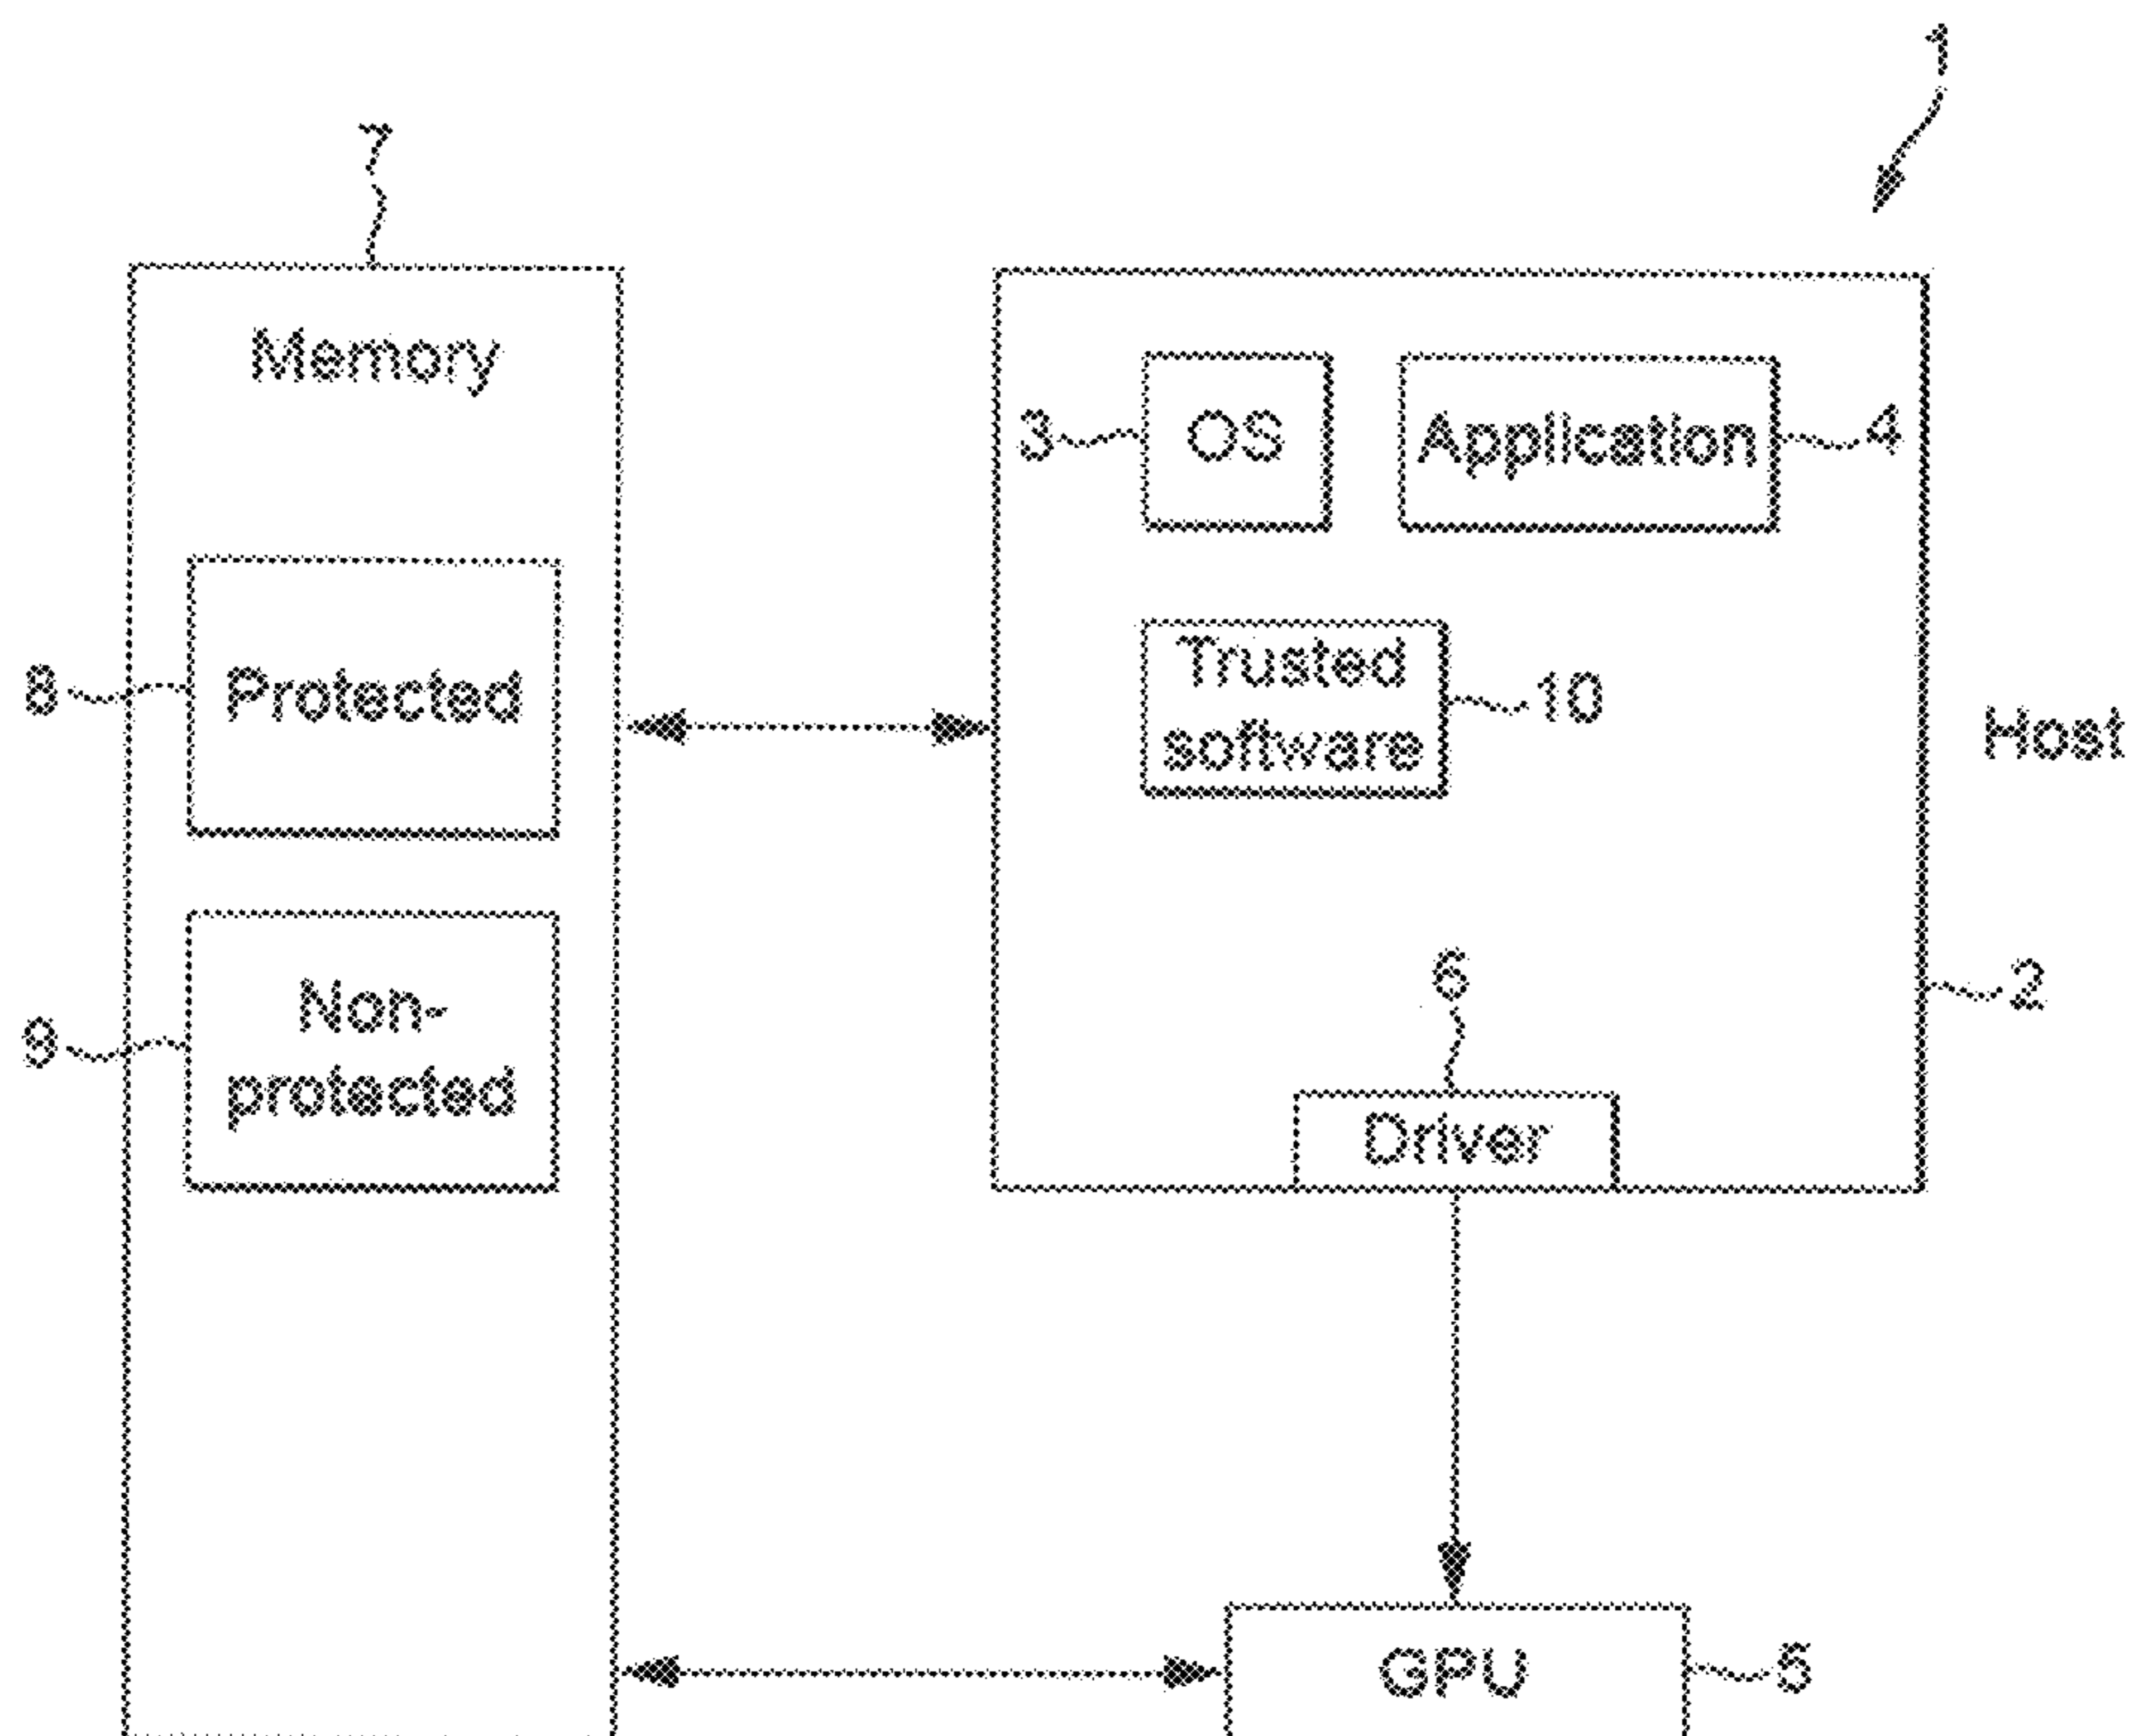 1
7
Memory
3
OS
Application
4
8
Protected
Trusted
software
10
Host
9
Non-
protected
6
2
Driver
GPU
5